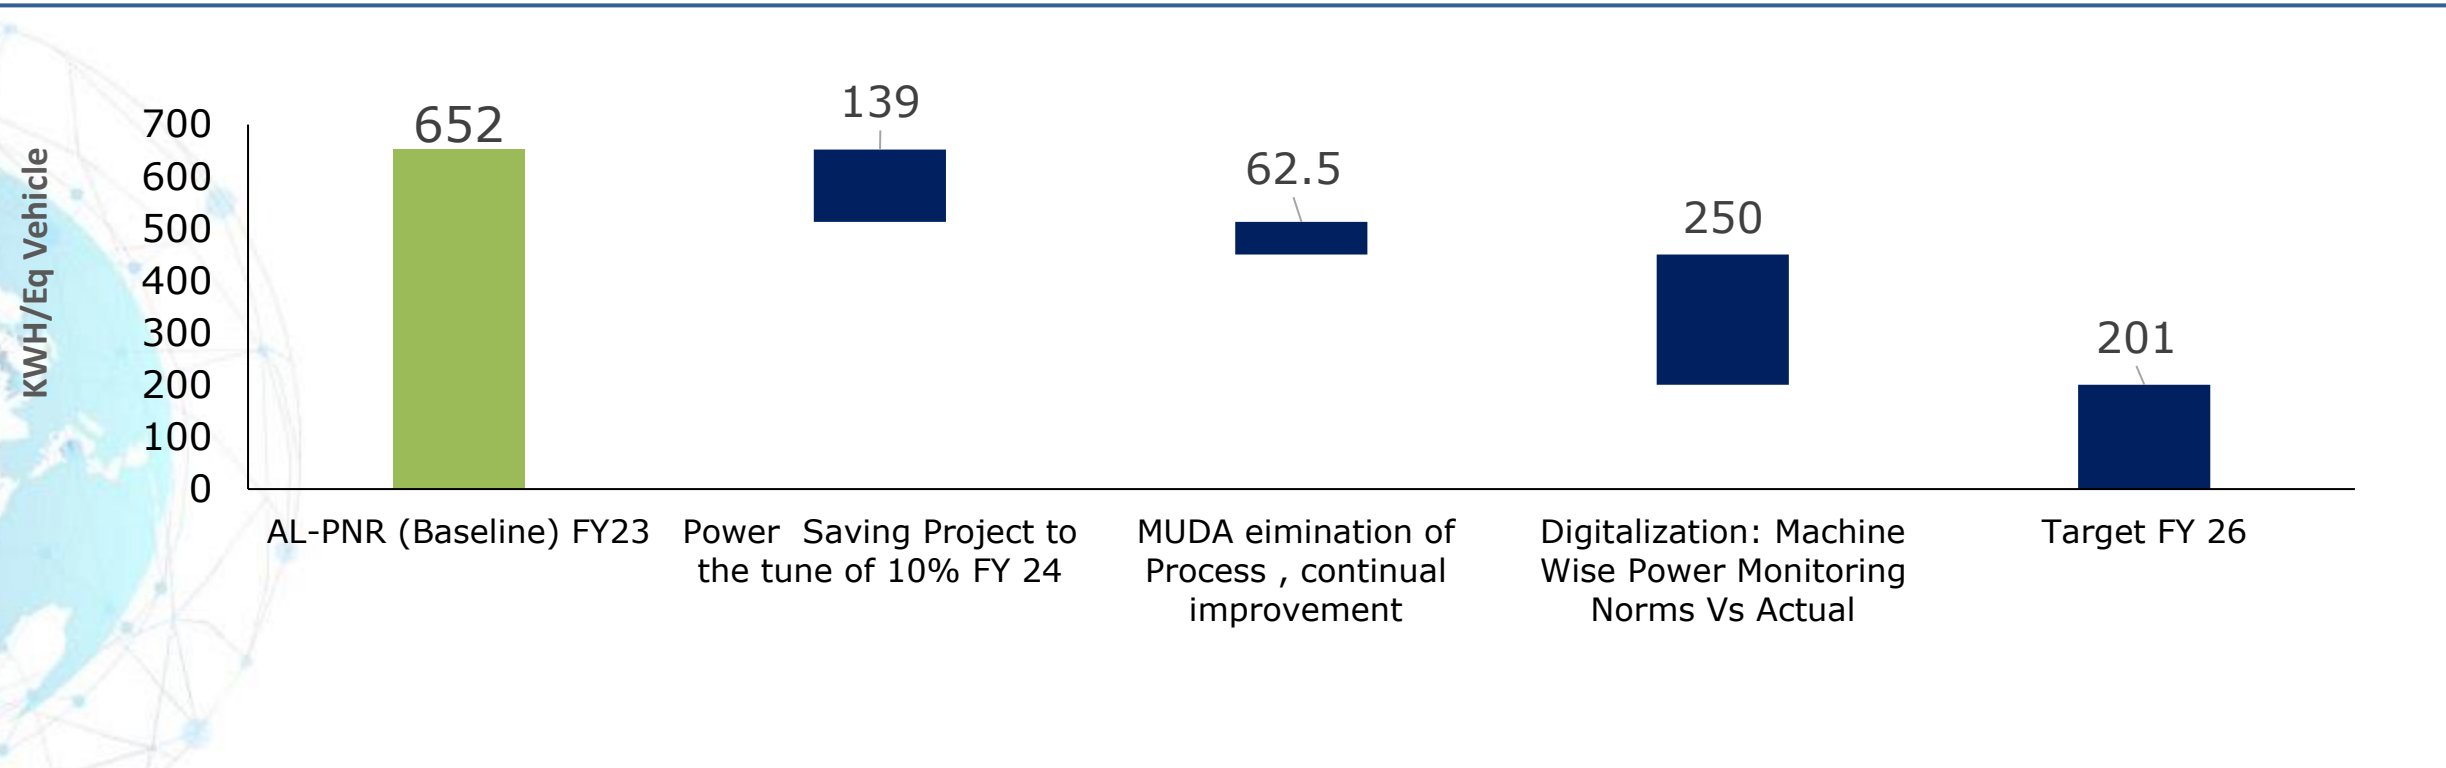 KWH/Eq Vehicle
700
600
500
400
300
200
100
0
652
139
62.5
250
201
AL-PNR (Baseline) FY23
Power  Saving Project to
the tune of 10% FY 24
MUDA eimination of
Process , continual
improvement
Digitalization: Machine
Wise Power Monitoring
Norms Vs Actual
Target FY 26